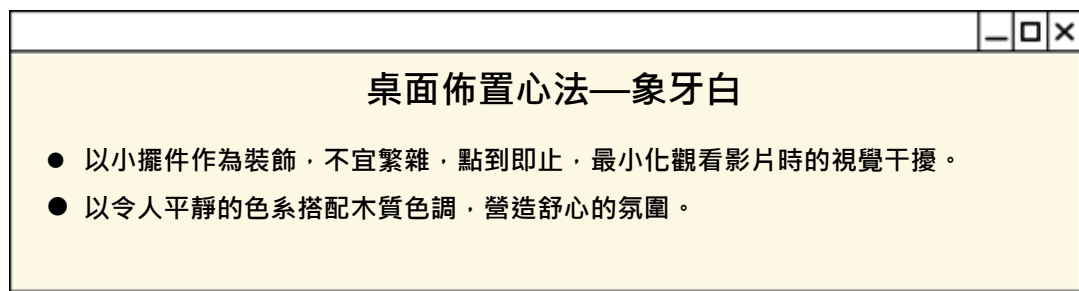 桌面佈置心法—象牙白
● 以小擺件作為裝飾，不宜繁雜，點到即止，最小化觀看影片時的視覺干擾。
● 以令人平靜的色系搭配木質色調，營造舒心的氛圍。